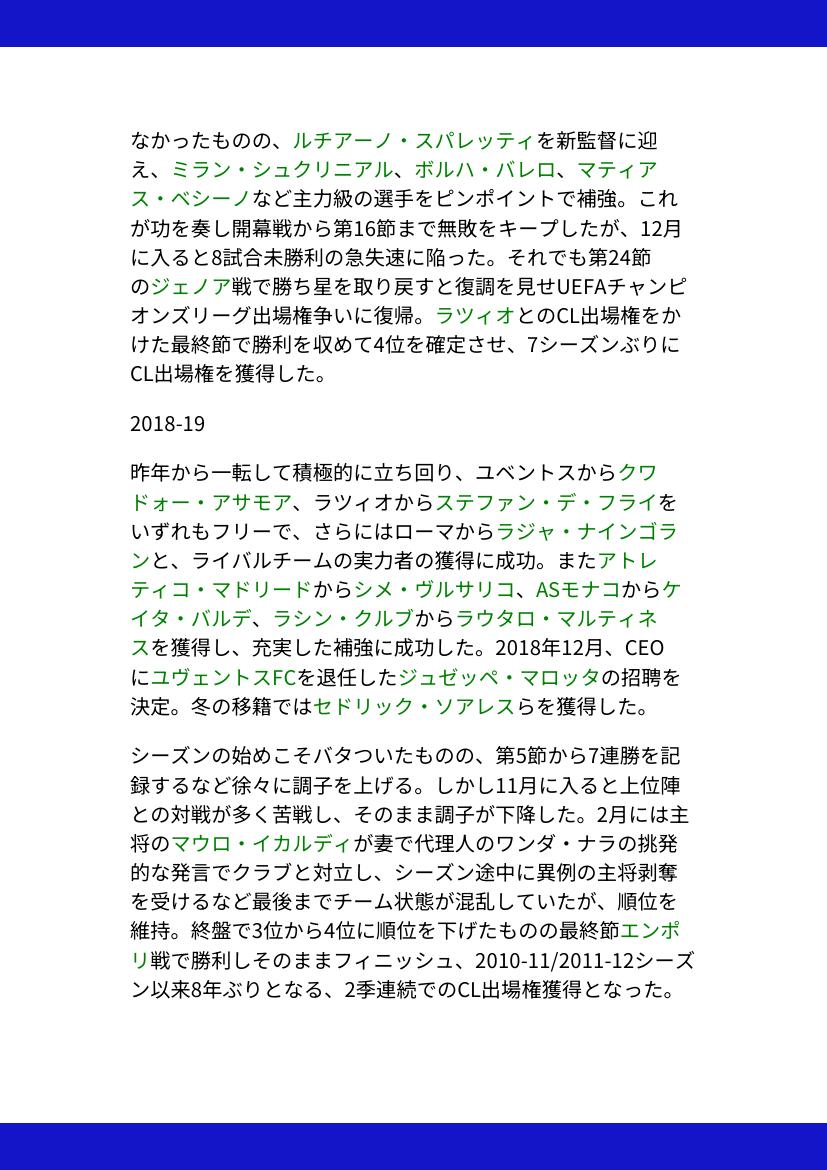 なかったものの、ルチアーノ・スパレッティを新監督に迎
え、ミラン・シュクリニアル、ボルハ・バレロ、マティア
ス・ベシーノなど主力級の選手をピンポイントで補強。これ
が功を奏し開幕戦から第16節まで無敗をキープしたが、12月
に入ると8試合未勝利の急失速に陥った。それでも第24節
のジェノア戦で勝ち星を取り戻すと復調を見せUEFAチャンピ
オンズリーグ出場権争いに復帰。ラツィオとのCL出場権をか
けた最終節で勝利を収めて4位を確定させ、7シーズンぶりに
CL出場権を獲得した。
2018-19
昨年から一転して積極的に立ち回り、ユベントスからクワ
ドォー・アサモア、ラツィオからステファン・デ・フライを
いずれもフリーで、さらにはローマからラジャ・ナインゴラ
ンと、ライバルチームの実力者の獲得に成功。またアトレ
ティコ・マドリードからシメ・ヴルサリコ、ASモナコからケ
イタ・バルデ、ラシン・クルブからラウタロ・マルティネ
スを獲得し、充実した補強に成功した。2018年12月、CEO
にユヴェントスFCを退任したジュゼッペ・マロッタの招聘を
決定。冬の移籍ではセドリック・ソアレスらを獲得した。
シーズンの始めこそバタついたものの、第5節から7連勝を記
録するなど徐々に調子を上げる。しかし11月に入ると上位陣
との対戦が多く苦戦し、そのまま調子が下降した。2月には主
将のマウロ・イカルディが妻で代理人のワンダ・ナラの挑発
的な発言でクラブと対立し、シーズン途中に異例の主将剥奪
を受けるなど最後までチーム状態が混乱していたが、順位を
維持。終盤で3位から4位に順位を下げたものの最終節エンポ
リ戦で勝利しそのままフィニッシュ、2010-11/2011-12シーズ
ン以来8年ぶりとなる、2季連続でのCL出場権獲得となった。